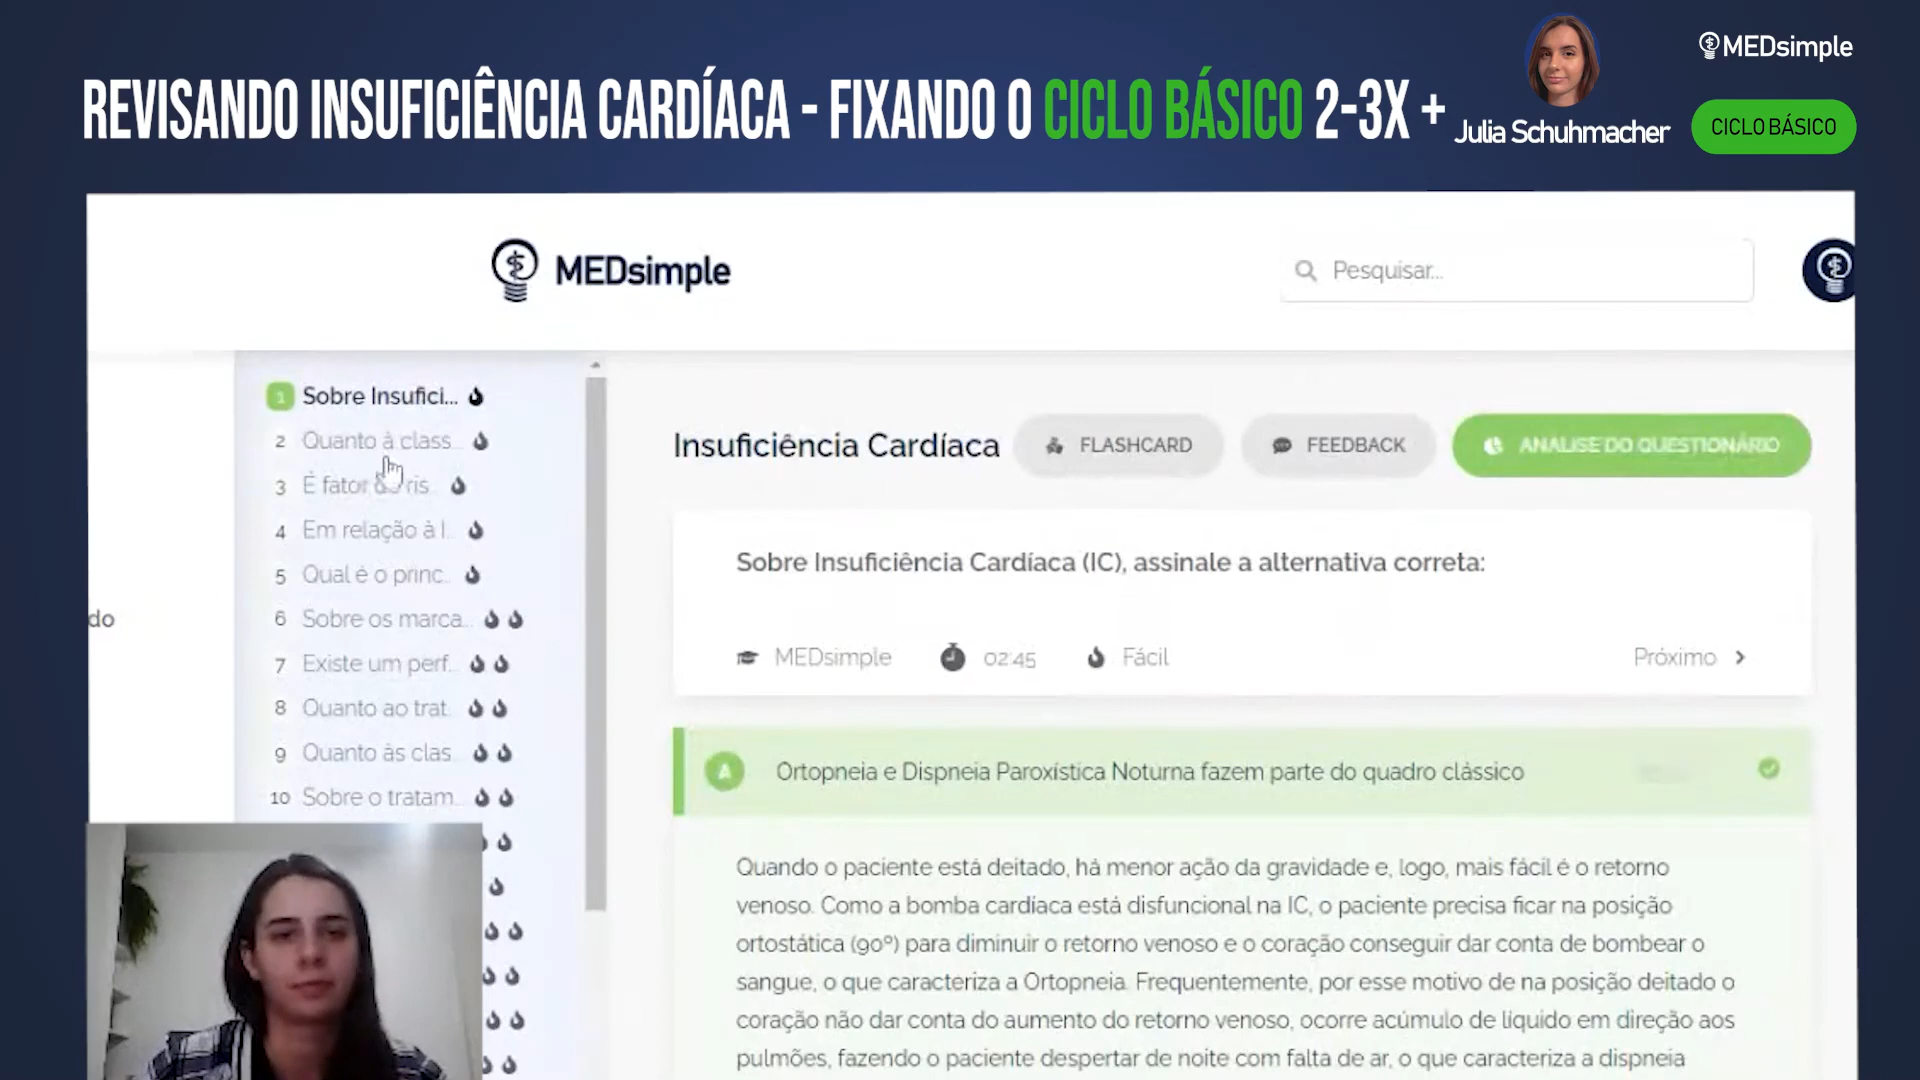 REVISANDO INSUFICIÊNCIA CARDÍACA - FIXANDO O CICLO BÁSICO 2-3X +
Julia Schuhmacher
MEDsimple
CICLO BÁSICO
MEDsimple
Pesquisar...
do
1 Sobre Insufici...
2 Quanto à class...
3 É fator de ris...
4 Em relação à I...
5 Qual é o princ...
6 Sobre os marca...
7 Existe um perf...
8 Quanto ao trat...
9 Quanto às clas...
10 Sobre o tratam...
Insuficiência Cardíaca
FLASHCARD
FEEDBACK
ANÁLISE DO QUESTIONÁRIO
Sobre Insuficiência Cardíaca (IC), assinale a alternativa correta:
MEDsimple 02:45 Fácil Próximo
A Ortopneia e Dispneia Paroxística Noturna fazem parte do quadro clássico
Quando o paciente está deitado, há menor ação da gravidade e, logo, mais fácil é o retorno
venoso. Como a bomba cardíaca está disfuncional na IC, o paciente precisa ficar na posição
ortostática (90º) para diminuir o retorno venoso e o coração conseguir dar conta de bombear o
sangue, o que caracteriza a Ortopneia. Frequentemente, por esse motivo de na posição deitado o
coração não dar conta do aumento do retorno venoso, ocorre acúmulo de líquido em direção aos
pulmões, fazendo o paciente despertar de noite com falta de ar, o que caracteriza a dispneia